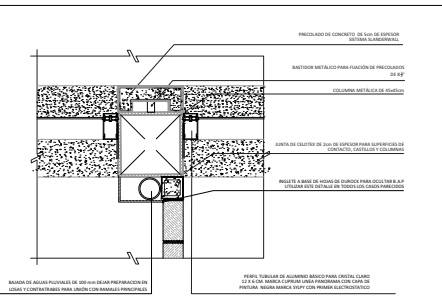 PRECOLADO DE CONCRETO DE 5cm DE ESPESOR
SISTEMA SLANDERWALL
BASTIDOR METÁLICO PARA FIJACIÓN DE PRECOLADOS
DE 6½"
COLUMNA METÁLICA DE 45x45cm
JUNTA DE CELOTEX DE 2cm DE ESPESOR PARA SUPERFICIES DE
CONTACTO, CASTILLOS Y COLUMNAS
INGLETE A BASE DE HOJAS DE DUROCK PARA OCULTAR B.A.P
UTILIZAR ESTE DETALLE EN TODOS LOS CASOS PARECIDOS
BAJADA DE AGUAS PLUVIALES DE 100 mm DEJAR PREPARACION EN
LOSAS Y CONTRATRABES PARA UNIÓN CON RAMALES PRINCIPALES
PERFIL TUBULAR DE ALUMINIO BÁSICO PARA CRISTAL CLARO
12 X 6 CM. MARCA CUPRUM LINEA PANORAMA CON CAPA DE
PINTURA NEGRA MARCA SYSPY CON PRIMER ELECTROSTATICO